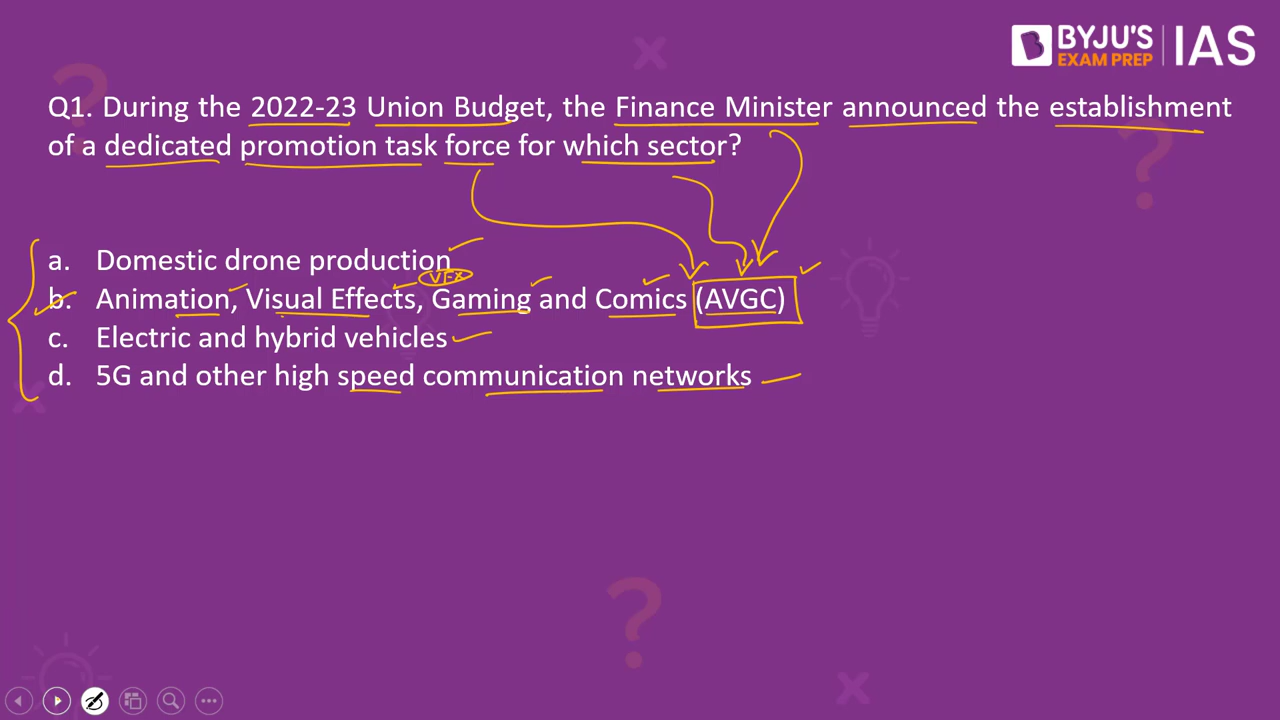 BYJU'S
EXAM PREP
IAS
Q1. During the 2022-23 Union Budget, the Finance Minister announced the establishment
of a dedicated promotion task force for which sector?
VFX
a. Domestic drone production
b. Animation, Visual Effects, Gaming and Comics (AVGC)
c. Electric and hybrid vehicles
d. 5G and other high speed communication networks